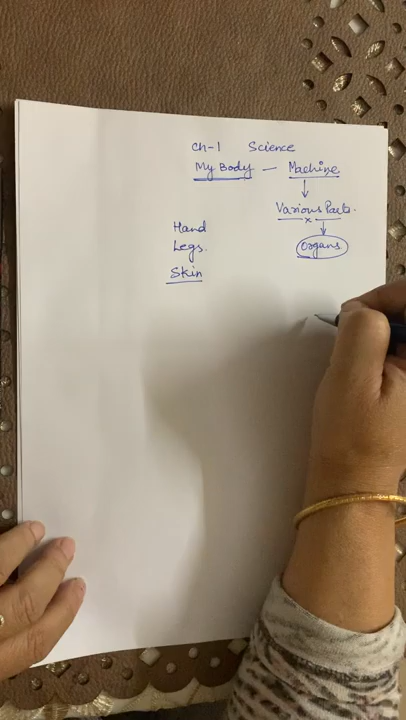 Ch-1 Science
My Body — Machine
Various Parts.
Hand
Legs.
Organs
Skin